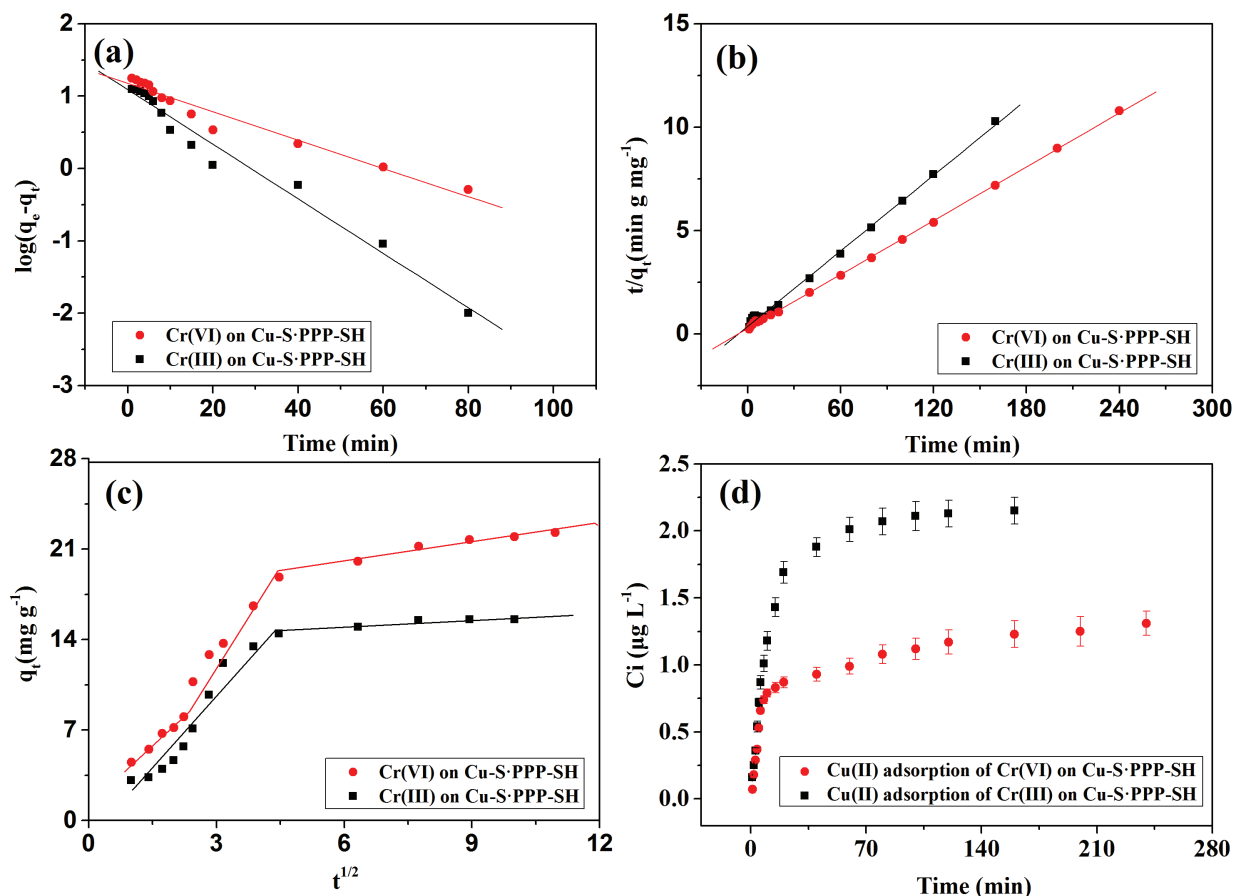 (a)
2
1
0
-1
-2
-3
log(qe-qt)
Cr(VI) on Cu-S·PPP-SH
Cr(III) on Cu-S·PPP-SH
0 20 40 60 80 100
Time (min)
(b)
15
10
5
0
t/qt(min g mg-1)
Cr(VI) on Cu-S·PPP-SH
Cr(III) on Cu-S·PPP-SH
0 60 120 180 240 300
Time (min)
(c)
28
21
14
7
0
qt(mg g-1)
Cr(VI) on Cu-S·PPP-SH
Cr(III) on Cu-S·PPP-SH
0 3 6 9 12
t1/2
(d)
2.5
2.0
1.5
1.0
0.5
0.0
Ci (μg L-1)
Cu(II) adsorption of Cr(VI) on Cu-S·PPP-SH
Cu(II) adsorption of Cr(III) on Cu-S·PPP-SH
0 70 140 210 280
Time (min)